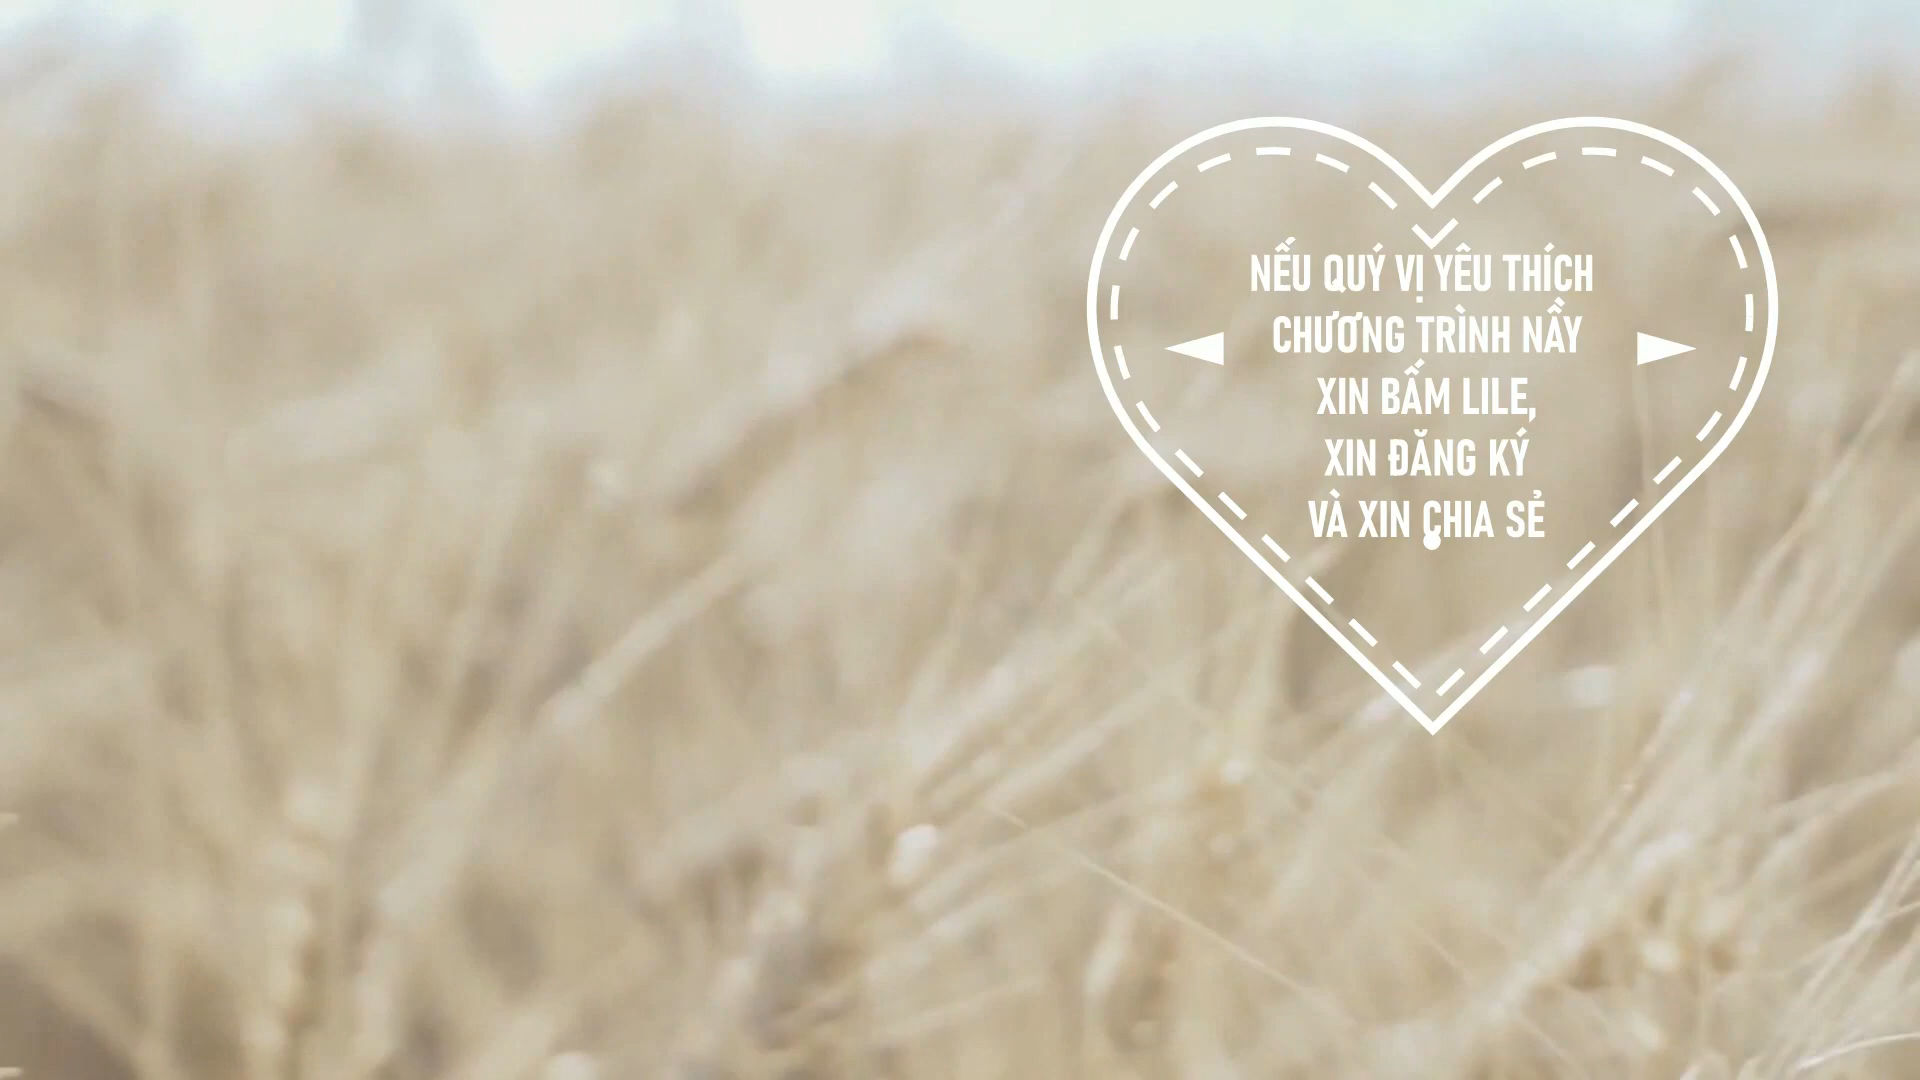 NẾU QUÝ VỊ YÊU THÍCH
CHƯƠNG TRÌNH NẦY
XIN BẤM LILE,
XIN ĐĂNG KÝ
VÀ XIN CHIA SẺ